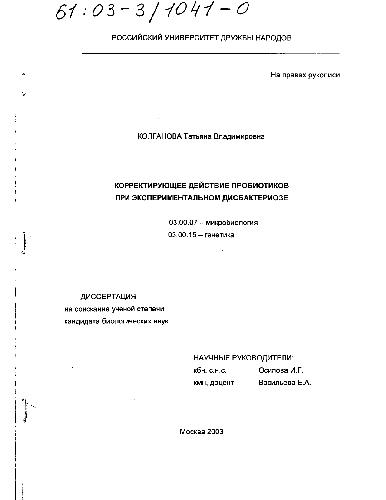 61:03-3/1041-0
РОССИЙСКИЙ УНИВЕРСИТЕТ ДРУЖБЫ НАРОДОВ
На правах рукописи
КОЛГАНОВА Татьяна Владимировна
КОРРЕКТИРУЮЩЕЕ ДЕЙСТВИЕ ПРОБИОТИКОВ
ПРИ ЭКСПЕРИМЕНТАЛЬНОМ ДИСБАКТЕРИОЗЕ
03.00.07 – микробиология
03.00.15 – генетика
ДИССЕРТАЦИЯ
на соискание ученой степени
кандидата биологических наук
НАУЧНЫЕ РУКОВОДИТЕЛИ:
кбн, с.н.с. Осипова И.Г.
кмн, доцент Васильева Е.А.
Москва 2003